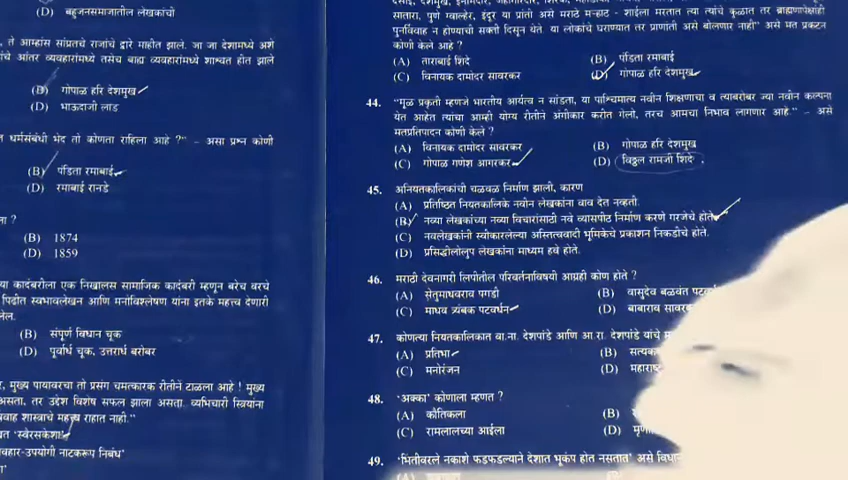 (D) बहुजनसमाजातील लेखकांचो
ते आम्हांस सांप्रतचे राजांचे द्वारे माहीत झाले. जा जा देशामध्ये अशे
आंतर व्यवहारांमध्ये तसेच बाह्य व्यवहारांमध्ये शाश्वत होत झाले
(B) गोपाळ हरि देशमुख
(D) भाऊदाजी लाड
धर्मसंबंधी भेद तो कोणता राहिला आहे ?" – असा प्रश्न कोणी
(B) पंडिता रमाबाई
(D) रमाबाई रानडे
ना ?
(B) 1874
(D) 1859
या कादंबरीला एक निखालस सामाजिक कादंबरी म्हणून बरेच वरचे
पिढीत स्वभावलेखन आणि मनोविश्लेषण यांना इतके महत्त्व देणारी
(B) संपूर्ण विधान चूक
(D) पूर्वार्ध चूक, उत्तरार्ध बरोबर
मुख्य पायावरचा तो प्रसंग चमत्कारक रीतीने टाळला आहे ! मुख्य
असता, तर उद्देश विशेष सफल झाला असता. व्यभिचारी स्त्रियांना
शास्त्राचे महत्त्व राहात नाही."
'स्वैरसकेशा'
उपयोगी नाटकरूप निबंध'
सातारा, पुणे ग्वाल्हेर, इंदूर या प्रांतो असे मराठे मऱ्हाट - शाईला मरतात त्या त्यांचे कुळात तर ब्राह्मणांपेक्षाही
पुनर्विवाह न होण्याची सक्ती दिसून येते. या लोकांचे घराण्यात तर प्राणांती असे बोलणार नाही" असे मत प्रकटन
कोणी केले आहे ?
(A) ताराबाई शिंदे (B) पंडिता रमाबाई
(C) विनायक दामोदर सावरकर (D) गोपाळ हरि देशमुख
44. "मूळ प्रकृती म्हणजे भारतीय आर्यत्व न सांडता, या पाश्चिमात्य नवीन शिक्षणाचा व त्याबरोबर ज्या नवीन कल्पना
येत आहेत त्यांचा आम्ही योग्य रीतीने अंगीकार करीत गेलो, तरच आमचा निभाव लागणार आहे." – असे
मतप्रतिपादन कोणी केले ?
(A) विनायक दामोदर सावरकर (B) गोपाळ हरि देशमुख
(C) गोपाळ गणेश आगरकर (D) विठ्ठल रामजी शिंदे
45. अनियतकालिकांची चळवळ निर्माण झाली, कारण
(A) प्रतिष्ठित नियतकालिके नवीन लेखकांना वाव देत नव्हती.
(B) नव्या लेखकांच्या नव्या विचारांसाठी नवे व्यासपीठ निर्माण करणे गरजेचे होते
(C) नवलेखकांनी स्वीकारलेल्या अस्तित्ववादी भूमिकेचे प्रकाशन निकडीचे होते.
(D) प्रसिद्धीलोलुप लेखकांना माध्यम हवे होते.
46. मराठी देवनागरी लिपीतील परिवर्तनाविषयी आग्रही कोण होते ?
(A) सेतुमाधवराव पगडी (B) वासुदेव बळवंत
(C) माधव त्र्यंबक पटवर्धन (D) बाबाराव
47. कोणत्या नियतकालिकात वा.ना. देशपांडे आणि आ.रा. देशपांडे यांचे
(A) प्रतिभा (B)
(C) मनोरंजन (D)
48. 'अक्का' कोणाला म्हणत ?
(A) कौतिकला (B)
(C) रामलालच्या आईला (D)
49. 'भिंतीवरले नकाशे फडफडल्याने देशात भूकंप होत नसतात' असे